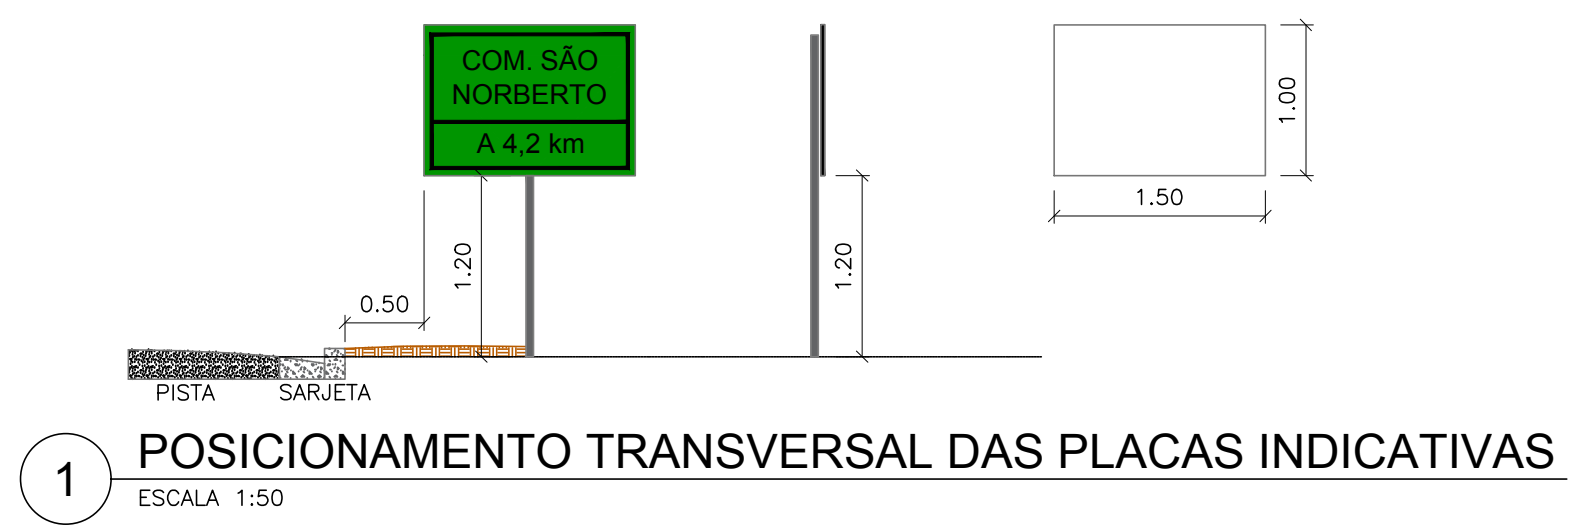 COM. SÃO
NORBERTO
A 4,2 km
1.20
0.50
1.20
1.00
1.50
PISTA
SARJETA
1
POSICIONAMENTO TRANSVERSAL DAS PLACAS INDICATIVAS
ESCALA 1:50